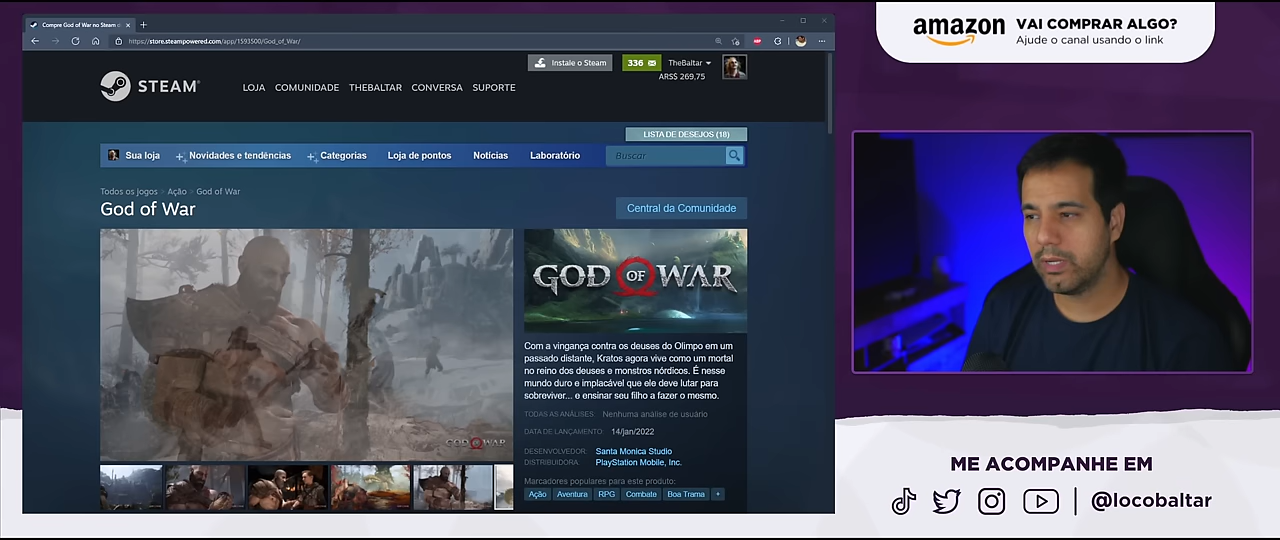 Compre God of War no Steam
https://store.steampowered.com/app/1593500/God_of_War/
Instale o Steam
336
TheBaltar
ARS$ 269,75
STEAM
LOJA COMUNIDADE THEBALTAR CONVERSA SUPORTE
LISTA DE DESEJOS (18)
Sua loja Novidades e tendências Categorias Loja de pontos Notícias Laboratório Buscar
Todos os jogos > Ação > God of War
God of War
Central da Comunidade
GOD OF WAR
GOD OF WAR
Com a vingança contra os deuses do Olimpo em um
passado distante, Kratos agora vive como um mortal
no reino dos deuses e monstros nórdicos. É nesse
mundo duro e implacável que ele deve lutar para
sobreviver... e ensinar seu filho a fazer o mesmo.
TODAS AS ANÁLISES: Nenhuma análise de usuário
DATA DE LANÇAMENTO: 14/jan/2022
DESENVOLVEDOR: Santa Monica Studio
DISTRIBUIDORA: PlayStation Mobile, Inc.
Marcadores populares para este produto:
Ação Aventura RPG Combate Boa Trama +
amazon
VAI COMPRAR ALGO?
Ajude o canal usando o link
ME ACOMPANHE EM
@locobaltar